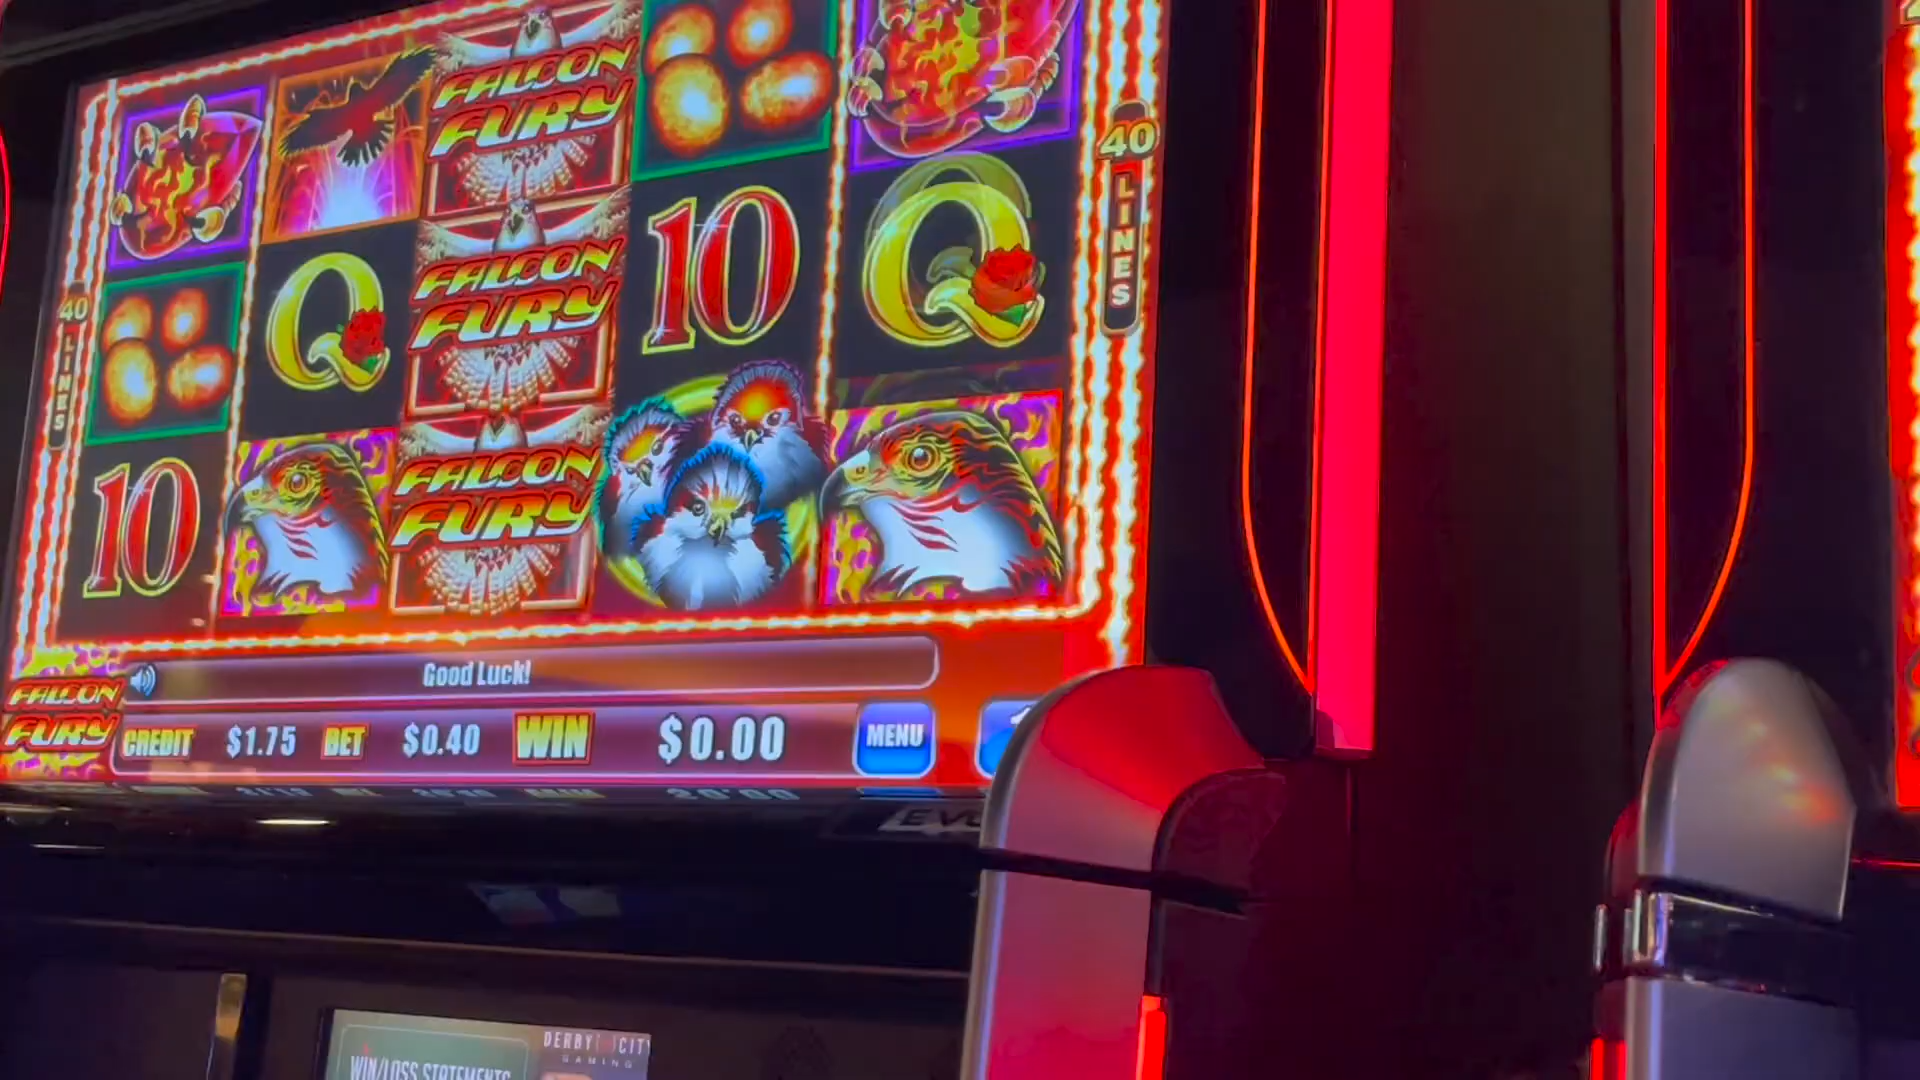 FALCON
FURY
40
LINES
10
Q
FALCON
FURY
Q
40
LINES
10
FALCON
FURY
Good Luck!
FALCON
FURY
CREDIT $1.75 BET $0.40 WIN $0.00 MENU
DERBY CITY
GAMING
WIN/LOSS STATEMENTS